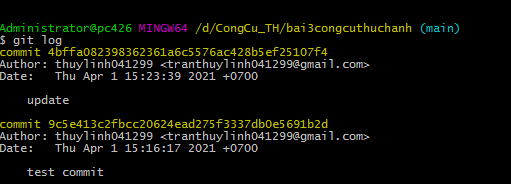 Administrator@pc426 MINGW64 /d/CongCu_TH/bai3congcuthuchanh (main)
$ git log
commit 4bffa082398362361a6c5576ac428b5ef25107f4
Author: thuylinh041299 <tranthuylinh041299@gmail.com>
Date:   Thu Apr 1 15:23:39 2021 +0700
update
commit 9c5e413c2fbcc20624ead275f3337db0e5691b2d
Author: thuylinh041299 <tranthuylinh041299@gmail.com>
Date:   Thu Apr 1 15:16:17 2021 +0700
test commit